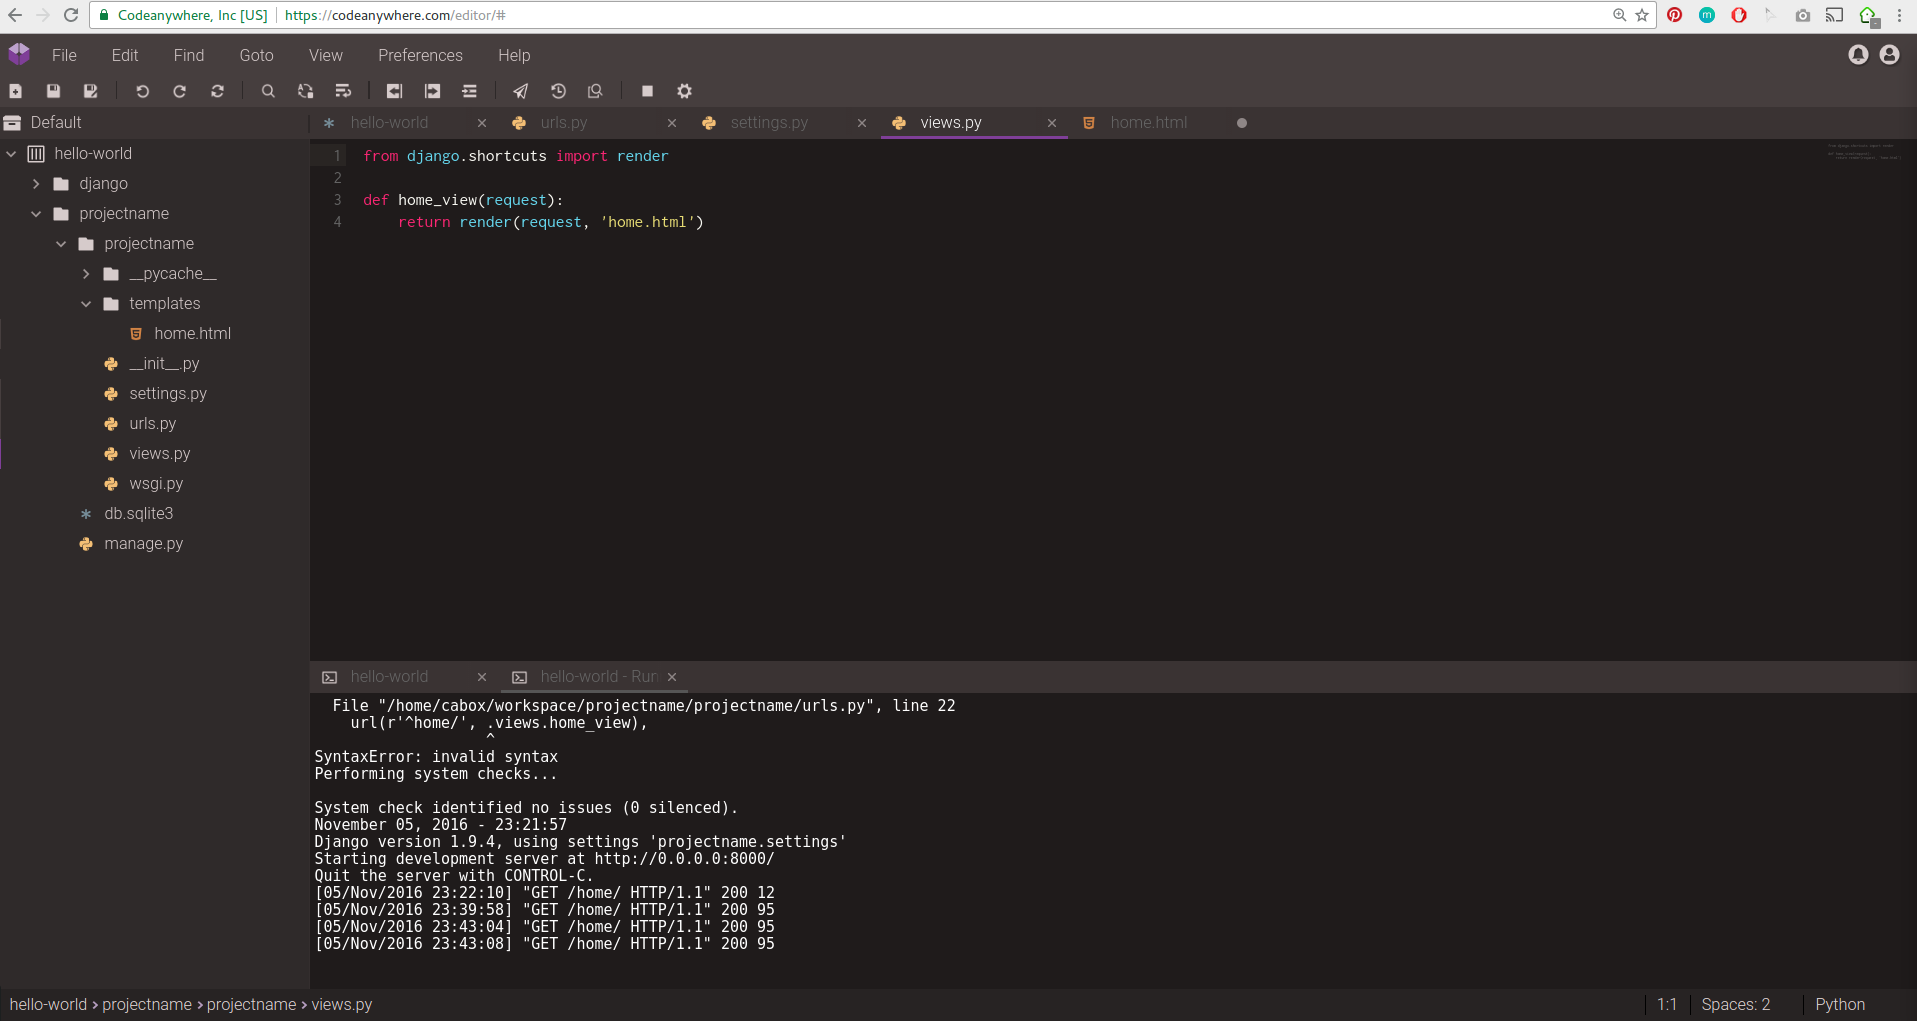 Codeanywhere, Inc [US] https://codeanywhere.com/editor/#
File Edit Find Goto View Preferences Help
Default
hello-world
django
projectname
projectname
__pycache__
templates
home.html
__init__.py
settings.py
urls.py
views.py
wsgi.py
db.sqlite3
manage.py
hello-world urls.py settings.py views.py home.html
1 from django.shortcuts import render
2
3 def home_view(request):
4     return render(request, 'home.html')
hello-world hello-world - Run
  File "/home/cabox/workspace/projectname/projectname/urls.py", line 22
    url(r'^home/', .views.home_view),
                   ^
SyntaxError: invalid syntax
Performing system checks...
System check identified no issues (0 silenced).
November 05, 2016 - 23:21:57
Django version 1.9.4, using settings 'projectname.settings'
Starting development server at http://0.0.0.0:8000/
Quit the server with CONTROL-C.
[05/Nov/2016 23:22:10] "GET /home/ HTTP/1.1" 200 12
[05/Nov/2016 23:39:58] "GET /home/ HTTP/1.1" 200 95
[05/Nov/2016 23:43:04] "GET /home/ HTTP/1.1" 200 95
[05/Nov/2016 23:43:08] "GET /home/ HTTP/1.1" 200 95
hello-world > projectname > projectname > views.py 1:1 Spaces: 2 Python